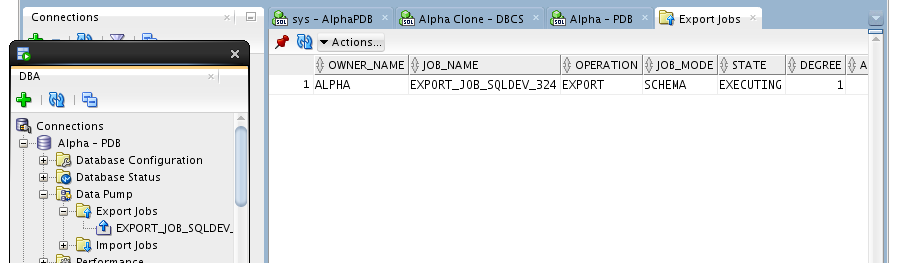 Connections
sys - AlphaPDB
Alpha Clone - DBCS
Alpha - PDB
Export Jobs
Actions...
OWNER_NAME JOB_NAME OPERATION JOB_MODE STATE DEGREE A
1 ALPHA EXPORT_JOB_SQLDEV_324 EXPORT SCHEMA EXECUTING 1
DBA
Connections
Alpha - PDB
Database Configuration
Database Status
Data Pump
Export Jobs
EXPORT_JOB_SQLDEV_
Import Jobs
Performance